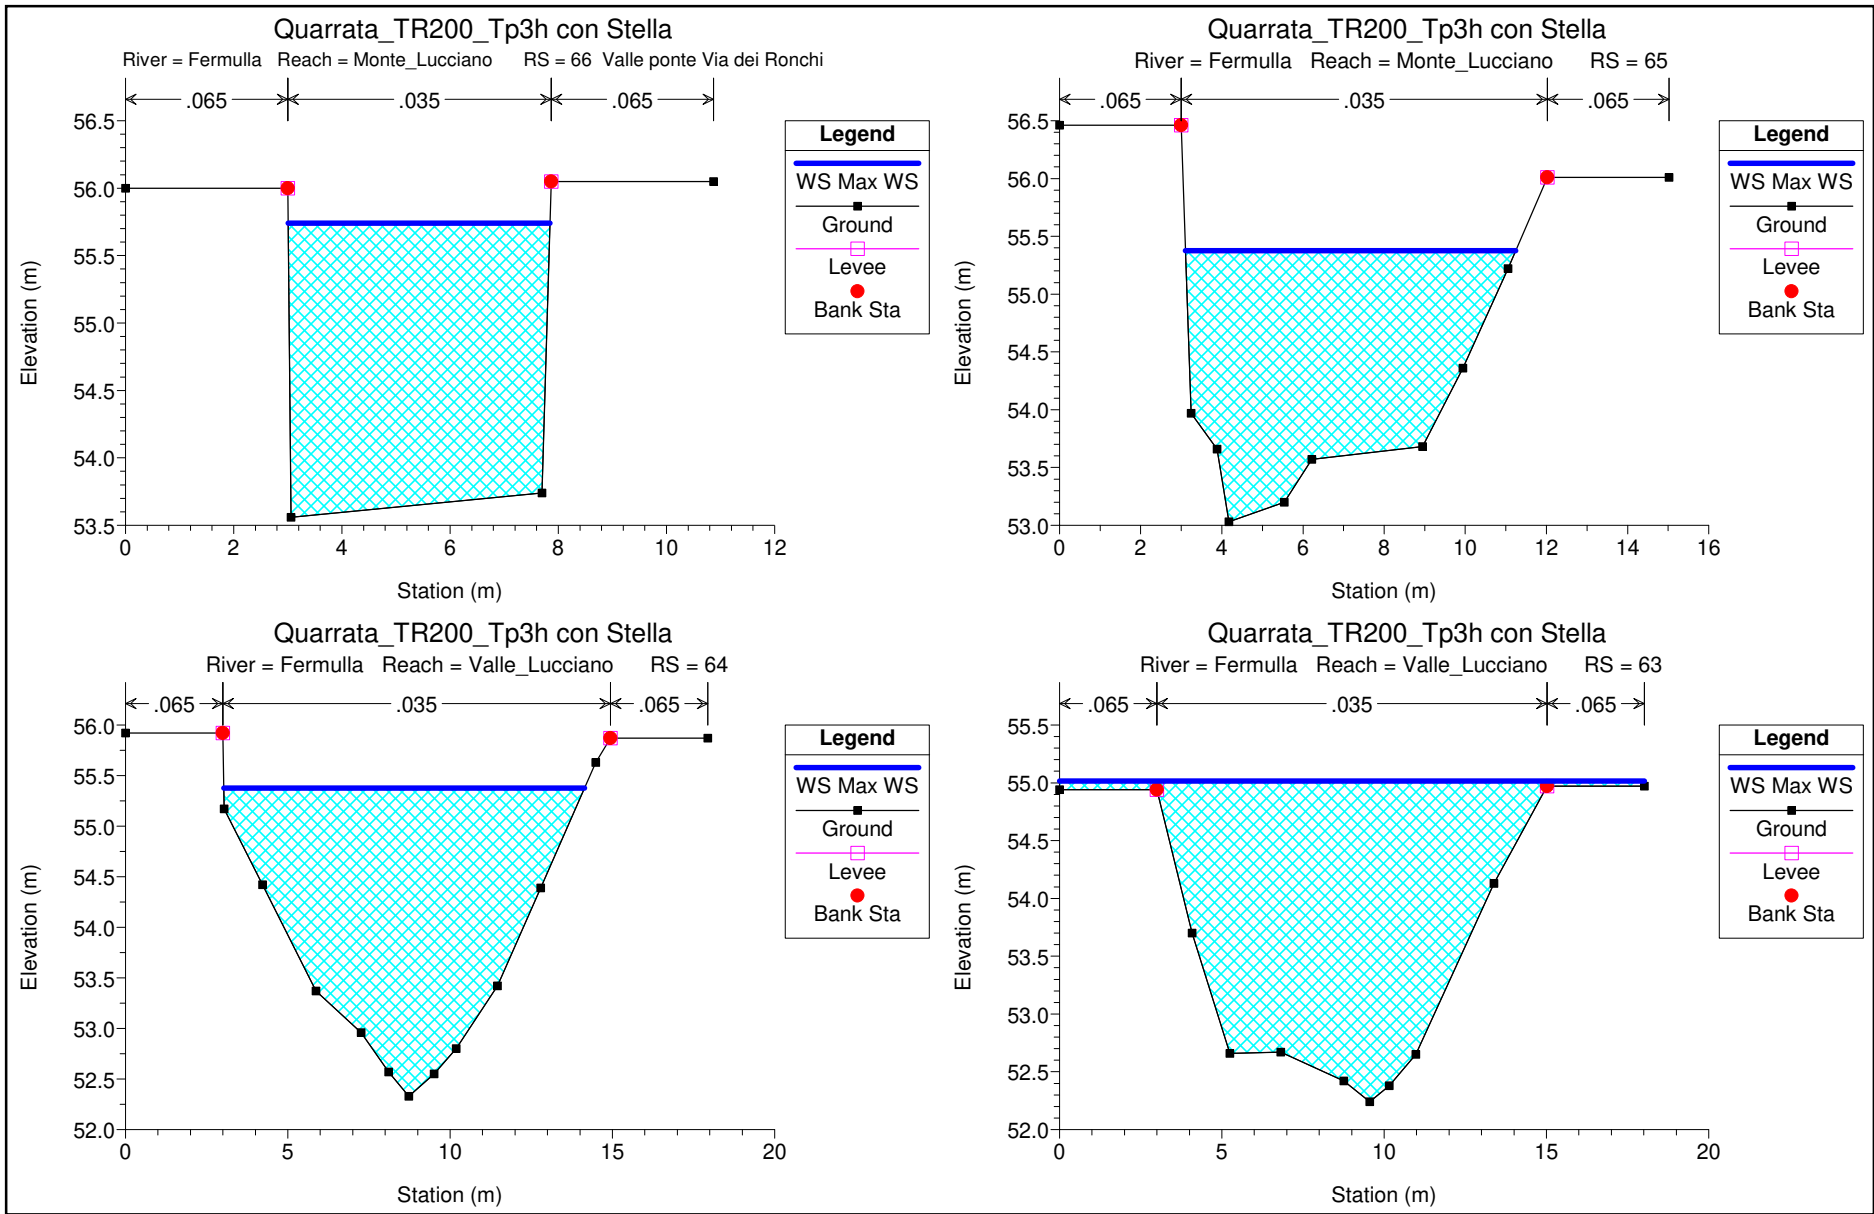 Quarrata_TR200_Tp3h con Stella
River = Fermulla Reach = Monte_Lucciano RS = 66 Valle ponte Via dei Ronchi
.065 .035 .065
56.5
56.0
55.5
55.0
54.5
54.0
53.5
Elevation (m)
0 2 4 6 8 10 12
Station (m)
Legend
WS Max WS
Ground
Levee
Bank Sta
Quarrata_TR200_Tp3h con Stella
River = Fermulla Reach = Monte_Lucciano RS = 65
.065 .035 .065
56.5
56.0
55.5
55.0
54.5
54.0
53.5
53.0
Elevation (m)
0 2 4 6 8 10 12 14 16
Station (m)
Legend
WS Max WS
Ground
Levee
Bank Sta
Quarrata_TR200_Tp3h con Stella
River = Fermulla Reach = Valle_Lucciano RS = 64
.065 .035 .065
56.0
55.5
55.0
54.5
54.0
53.5
53.0
52.5
52.0
Elevation (m)
0 5 10 15 20
Station (m)
Legend
WS Max WS
Ground
Levee
Bank Sta
Quarrata_TR200_Tp3h con Stella
River = Fermulla Reach = Valle_Lucciano RS = 63
.065 .035 .065
55.5
55.0
54.5
54.0
53.5
53.0
52.5
52.0
Elevation (m)
0 5 10 15 20
Station (m)
Legend
WS Max WS
Ground
Levee
Bank Sta